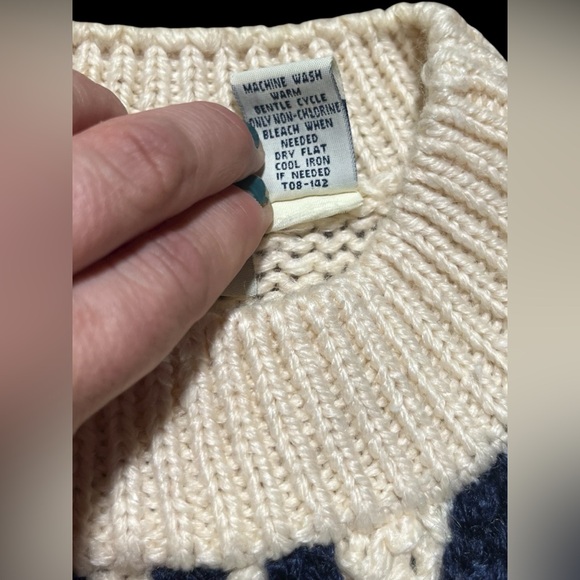 MACHINE WASH
WARM
GENTLE CYCLE
ONLY NON-CHLORINE
BLEACH WHEN
NEEDED
DRY FLAT
COOL IRON
IF NEEDED
T08-142